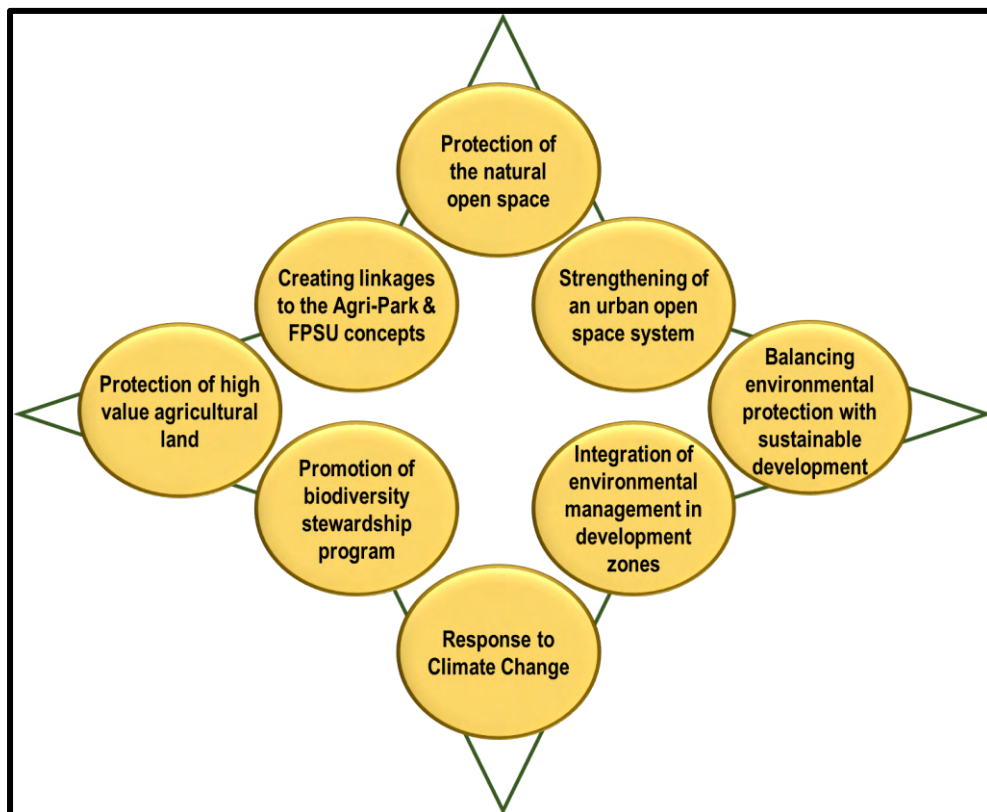 Protection of
the natural
open space
Creating linkages
to the Agri-Park &
FPSU concepts
Strengthening of
an urban open
space system
Protection of high
value agricultural
land
Balancing
environmental
protection with
sustainable
development
Promotion of
biodiversity
stewardship
program
Integration of
environmental
management in
development
zones
Response to
Climate Change